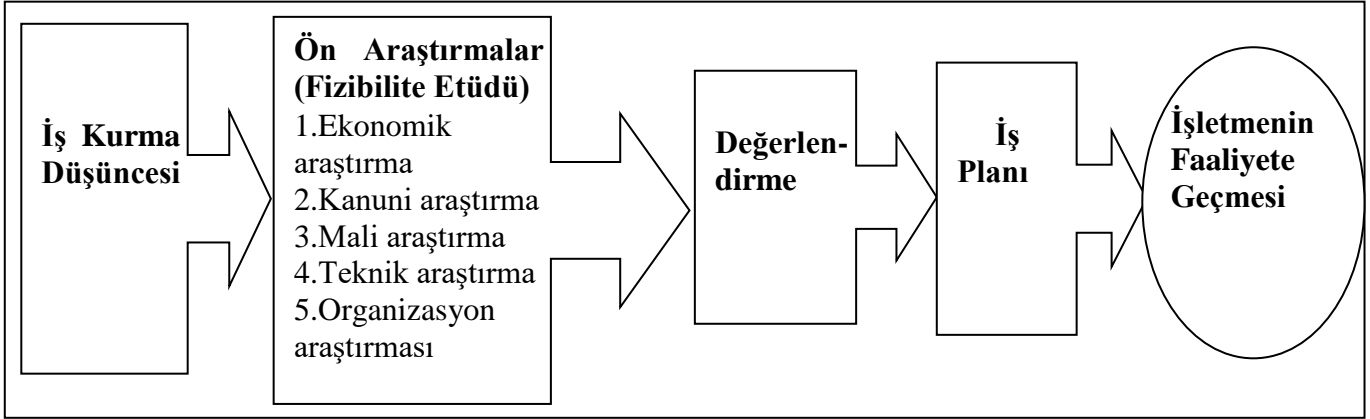 İş Kurma
Düşüncesi
Ön Araştırmalar
(Fizibilite Etüdü)
1.Ekonomik
araştırma
2.Kanuni araştırma
3.Mali araştırma
4.Teknik araştırma
5.Organizasyon
araştırması
Değerlen-
dirme
İş
Planı
İşletmenin
Faaliyete
Geçmesi